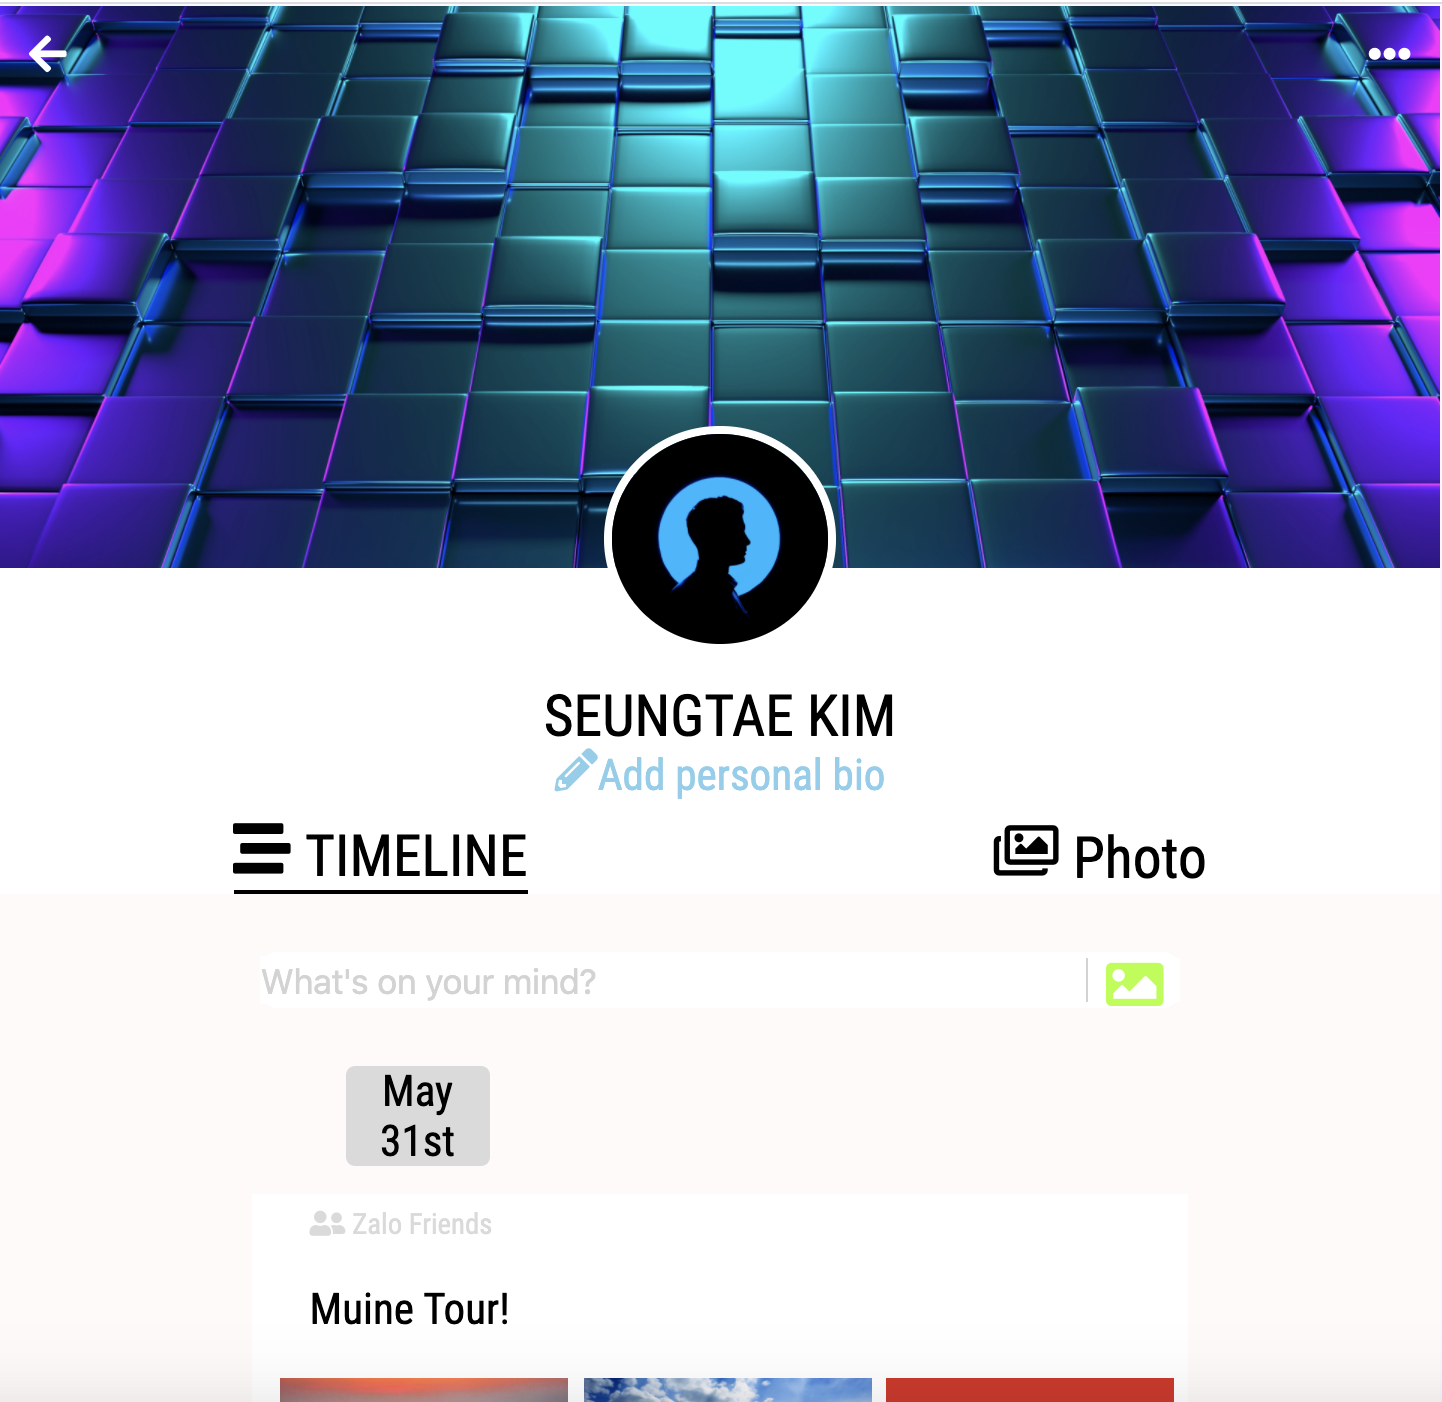 SEUNGTAE KIM
Add personal bio
TIMELINE
Photo
What's on your mind?
May
31st
Zalo Friends
Muine Tour!